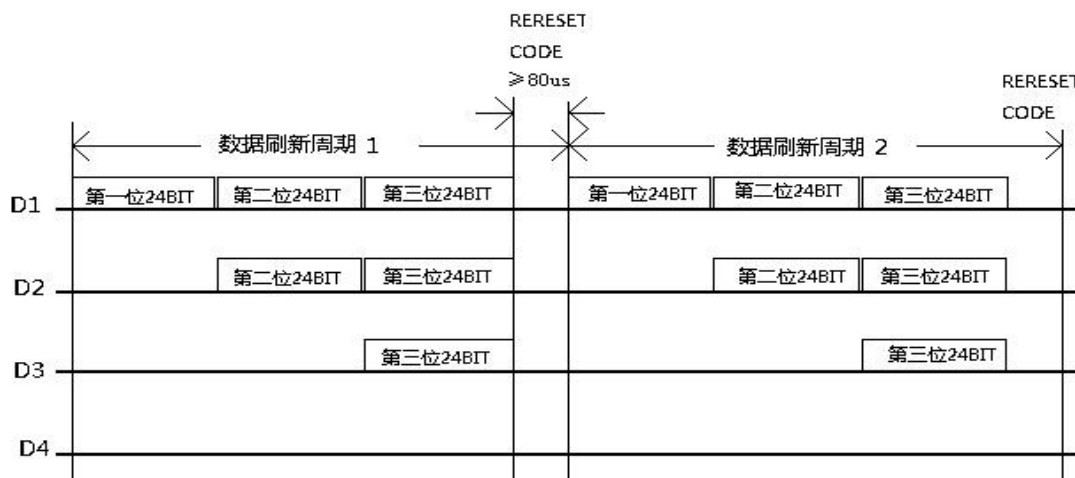 RERESET
CODE
≥80us
RERESET
CODE
数据刷新周期 1
数据刷新周期 2
D1
第一位24BIT
第二位24BIT
第三位24BIT
第一位24BIT
第二位24BIT
第三位24BIT
D2
第二位24BIT
第三位24BIT
第二位24BIT
第三位24BIT
D3
第三位24BIT
第三位24BIT
D4